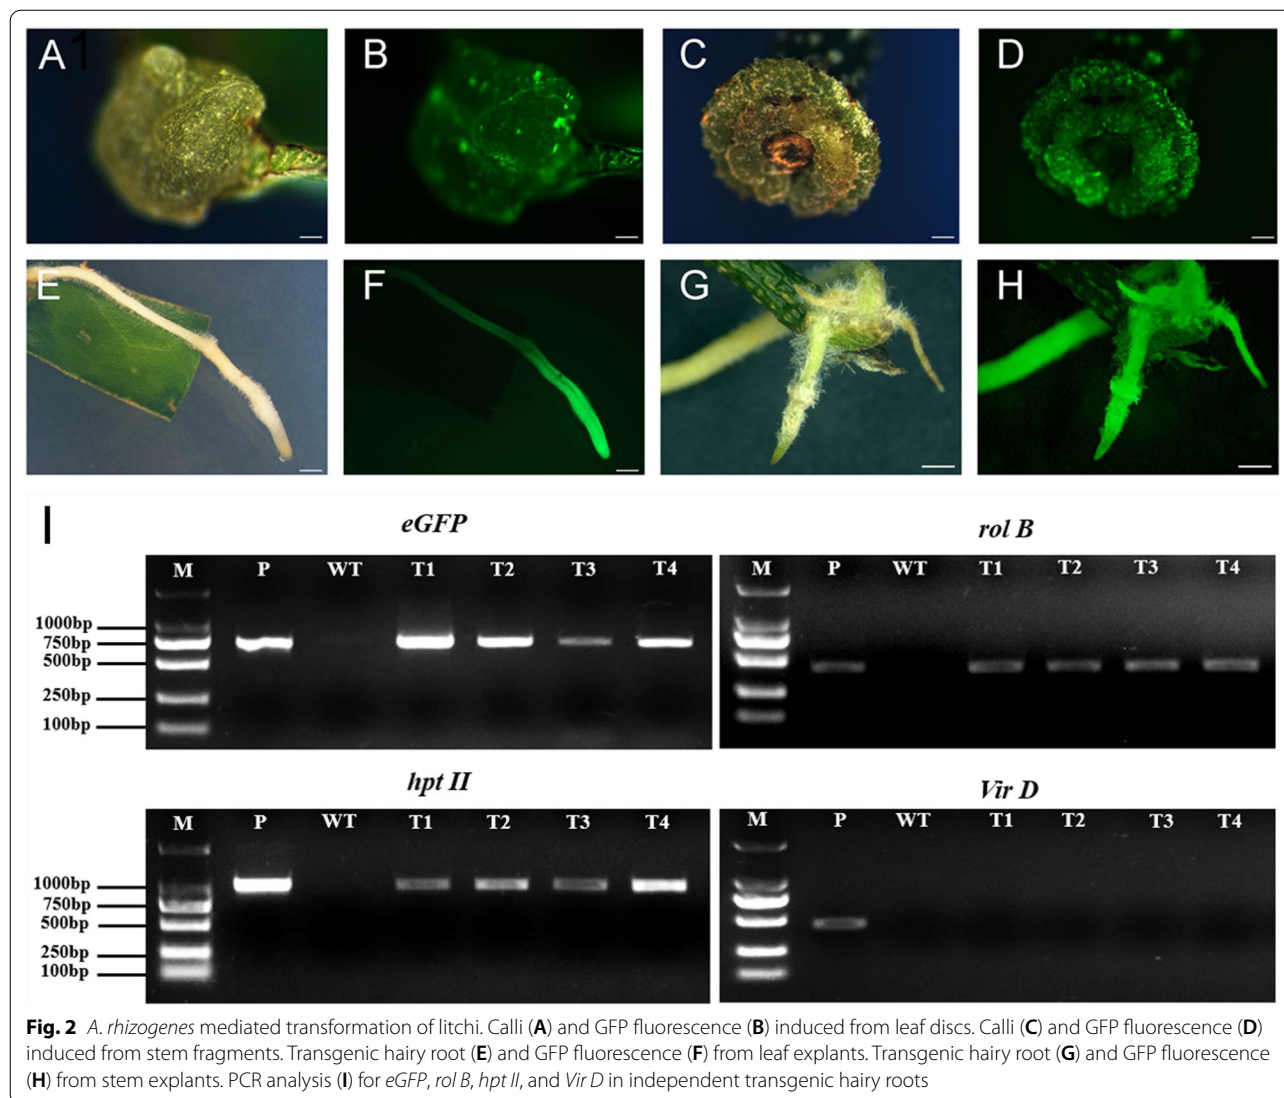 A 1 B C D
E F G H
I
eGFP
M P WT T1 T2 T3 T4
1000bp
750bp
500bp
250bp
100bp
rol B
M P WT T1 T2 T3 T4
hpt II
M P WT T1 T2 T3 T4
1000bp
750bp
500bp
250bp
100bp
Vir D
M P WT T1 T2 T3 T4
Fig. 2 A. rhizogenes mediated transformation of litchi. Calli (A) and GFP fluorescence (B) induced from leaf discs. Calli (C) and GFP fluorescence (D)
induced from stem fragments. Transgenic hairy root (E) and GFP fluorescence (F) from leaf explants. Transgenic hairy root (G) and GFP fluorescence
(H) from stem explants. PCR analysis (I) for eGFP, rol B, hpt II, and Vir D in independent transgenic hairy roots